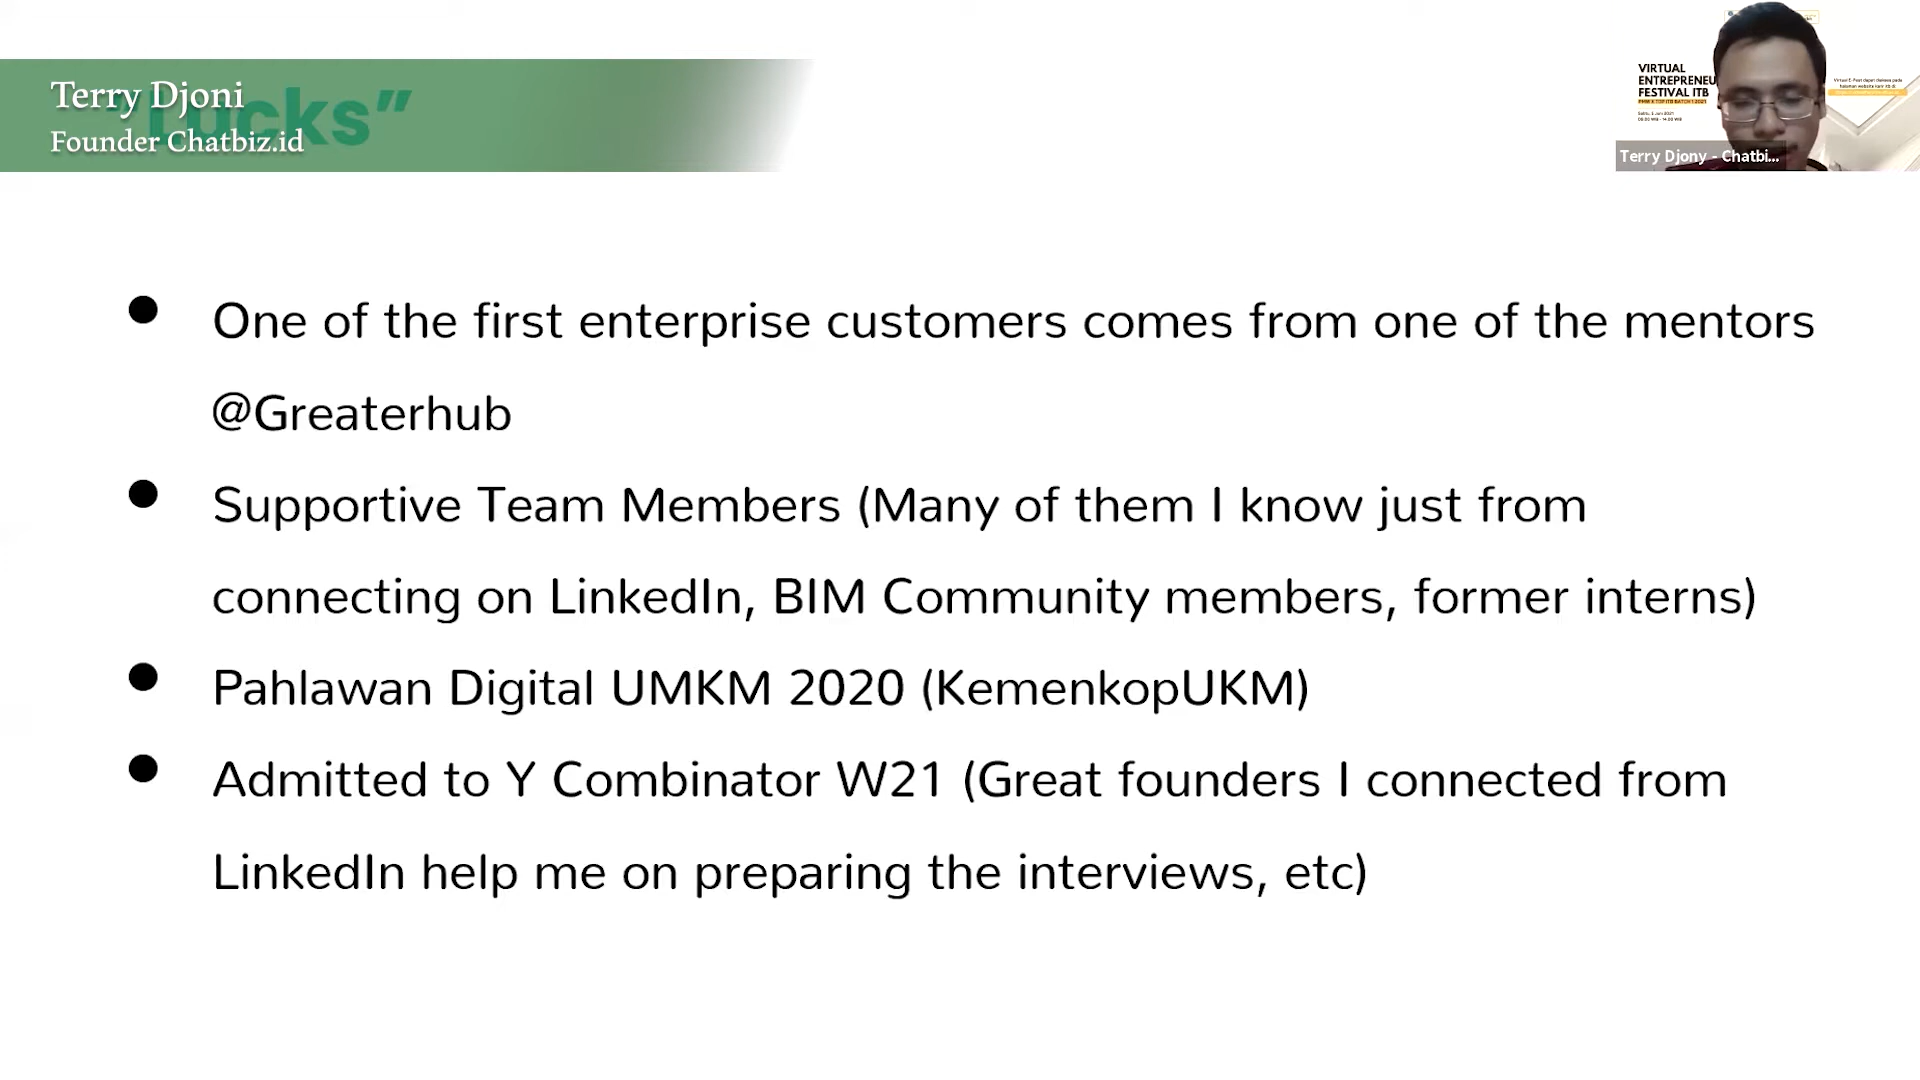 Terry Djoni
Founder Chatbiz.id
Lucks”
VIRTUAL
ENTREPRENEU
FESTIVAL ITB
Terry Djony - Chatbi...
One of the first enterprise customers comes from one of the mentors
@Greaterhub
Supportive Team Members (Many of them I know just from
connecting on LinkedIn, BIM Community members, former interns)
Pahlawan Digital UMKM 2020 (KemenkopUKM)
Admitted to Y Combinator W21 (Great founders I connected from
LinkedIn help me on preparing the interviews, etc)